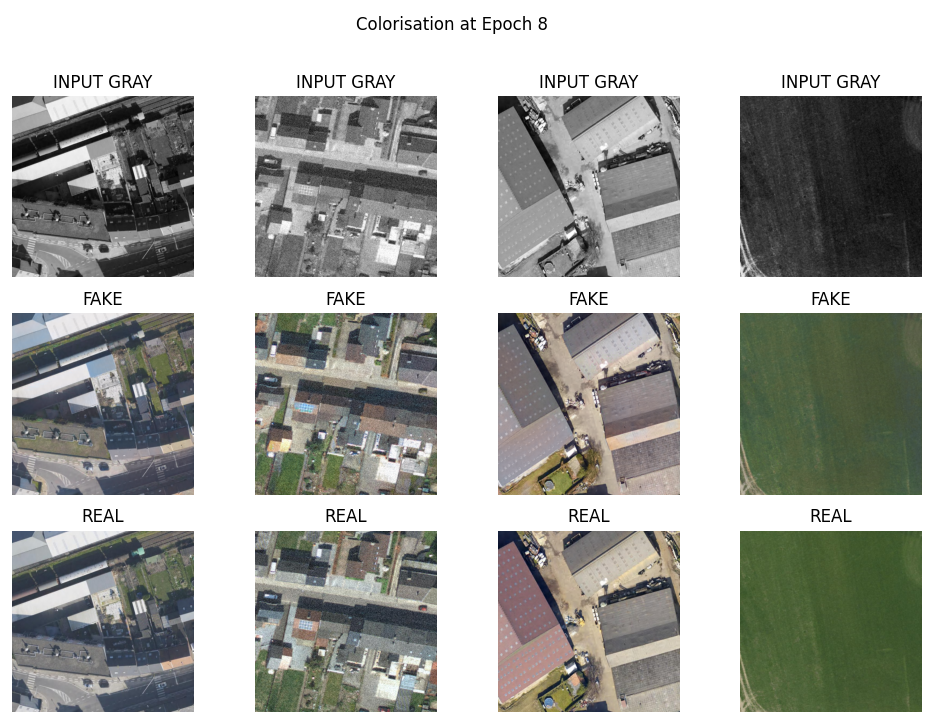 Colorisation at Epoch 8
INPUT GRAY INPUT GRAY INPUT GRAY INPUT GRAY
FAKE FAKE FAKE FAKE
REAL REAL REAL REAL